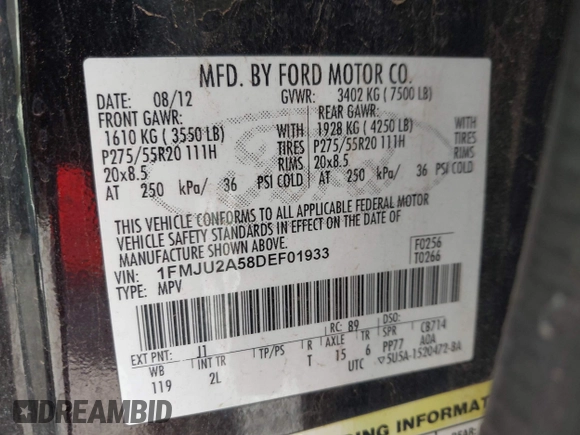 MFD. BY FORD MOTOR CO.
DATE: 08/12 GVWR: 3402 KG ( 7500 LB)
FRONT GAWR: REAR GAWR:
1610 KG ( 3550 LB) WITH 1928 KG ( 4250 LB) WITH
P275/55R20 111H TIRES P275/55R20 111H TIRES
20x8.5 RIMS 20x8.5 RIMS
AT 250 kPa/ 36 PSI COLD AT 250 kPa/ 36 PSI COLD
THIS VEHICLE CONFORMS TO ALL APPLICABLE FEDERAL MOTOR
VEHICLE SAFETY STANDARDS IN EFFECT ON THE DATE OF
MANUFACTURE SHOWN ABOVE.
VIN: 1FMJU2A58DEF01933 F0256
TYPE: MPV T0266
EXT PNT: J1 RC: 89 DSO:
WB INT TR TP/PS R AXLE TR SPR C8714
119 2L T 15 6 PP77 A0A
UTC ▽5U5A-1520472-BA
ING INFORMATION
REAR
DREAMBID